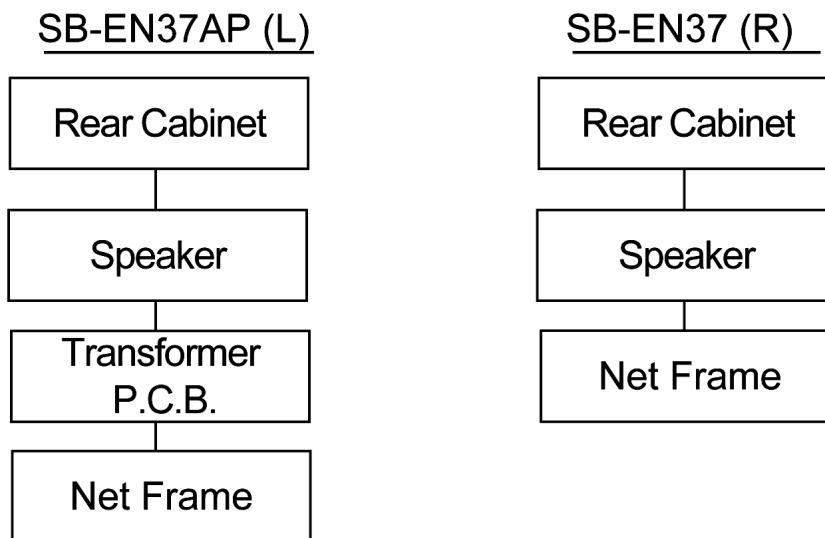 SB-EN37AP (L)
Rear Cabinet
Speaker
Transformer
P.C.B.
Net Frame
SB-EN37 (R)
Rear Cabinet
Speaker
Net Frame